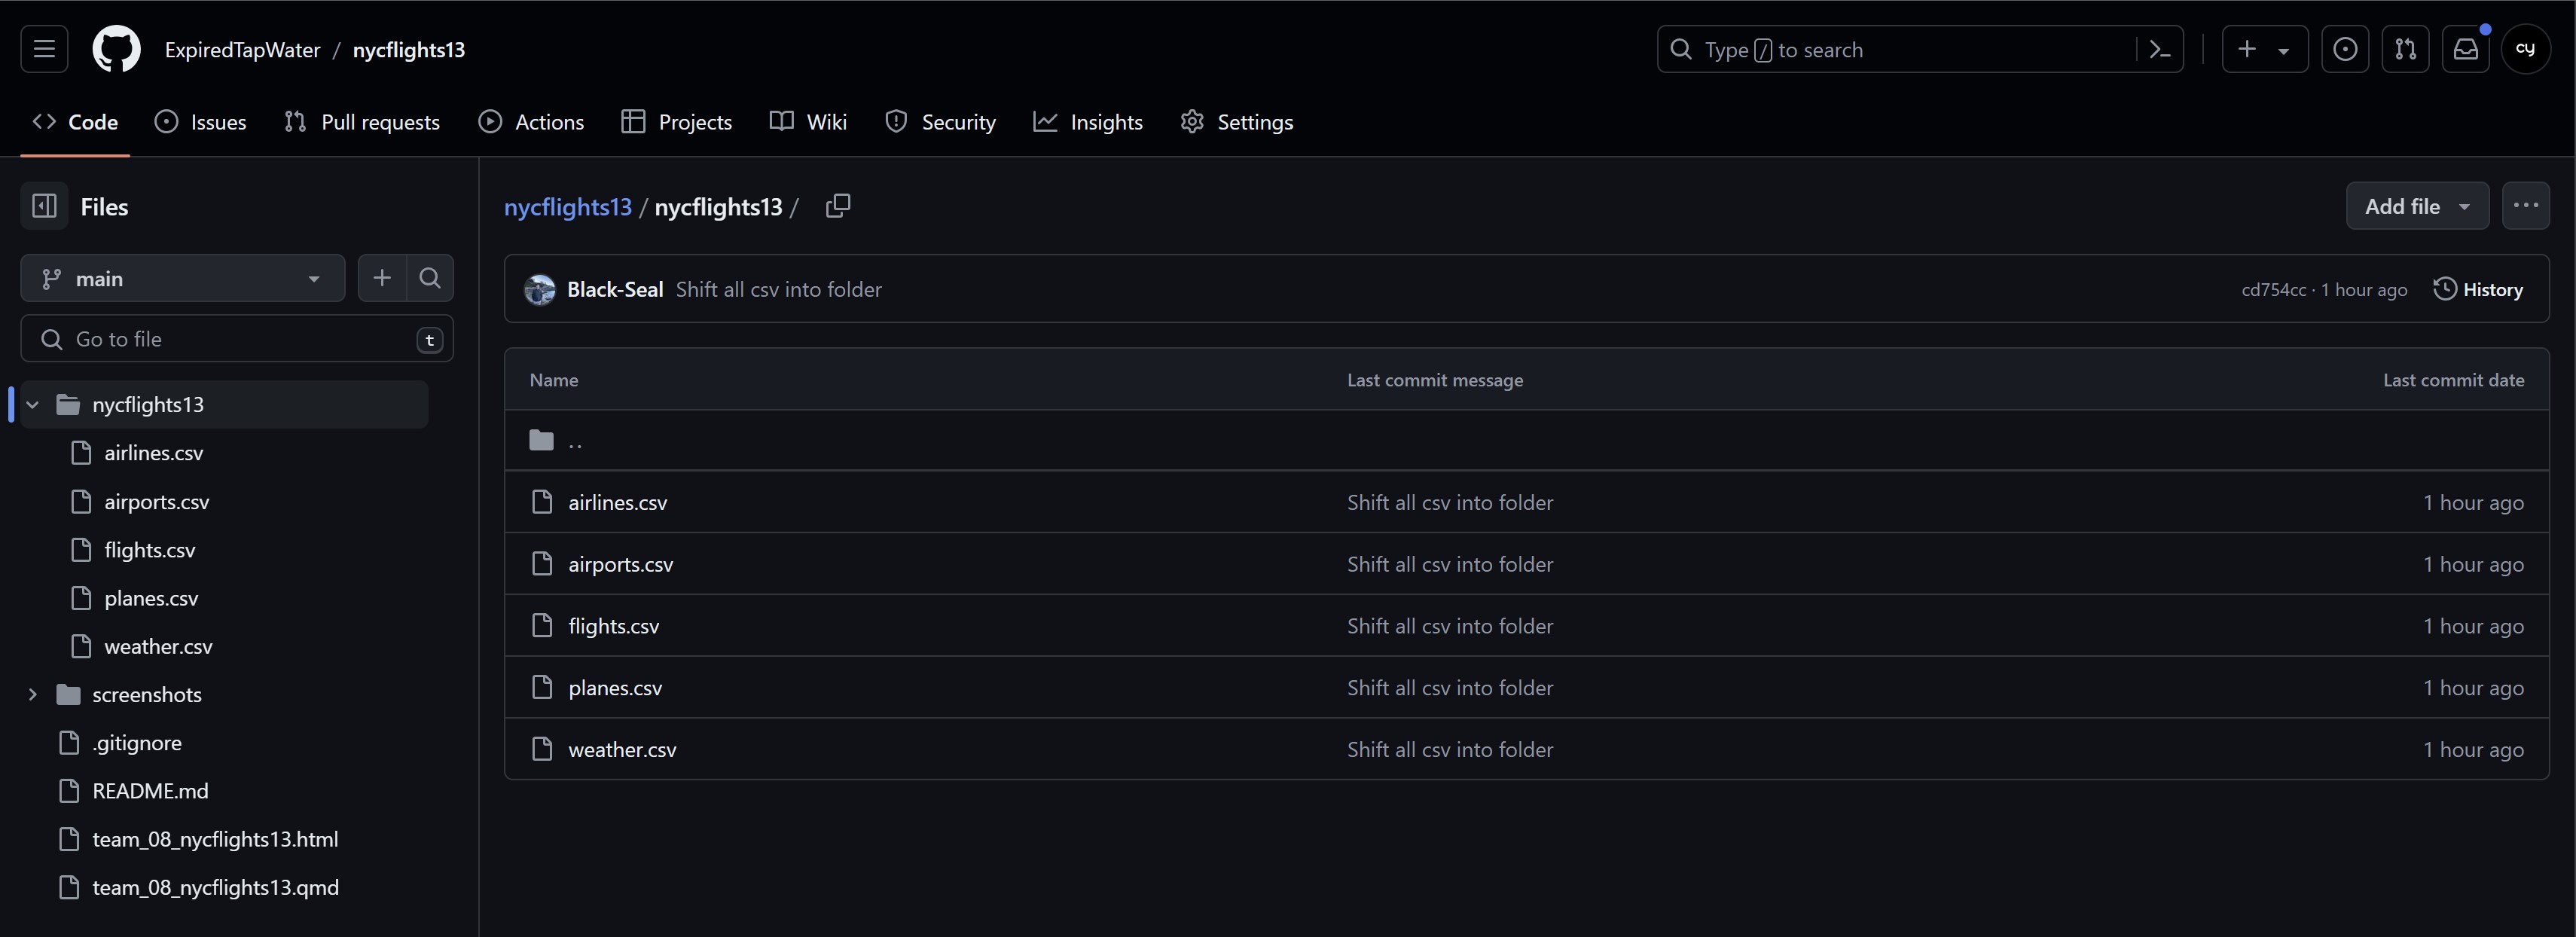 ExpiredTapWater / nycflights13
Type / to search
cy
Code Issues Pull requests Actions Projects Wiki Security Insights Settings
Files
main
Go to file t
nycflights13
airlines.csv
airports.csv
flights.csv
planes.csv
weather.csv
screenshots
.gitignore
README.md
team_08_nycflights13.html
team_08_nycflights13.qmd
nycflights13 / nycflights13 /
Add file
Black-Seal Shift all csv into folder cd754cc · 1 hour ago History
Name Last commit message Last commit date
..
airlines.csv Shift all csv into folder 1 hour ago
airports.csv Shift all csv into folder 1 hour ago
flights.csv Shift all csv into folder 1 hour ago
planes.csv Shift all csv into folder 1 hour ago
weather.csv Shift all csv into folder 1 hour ago